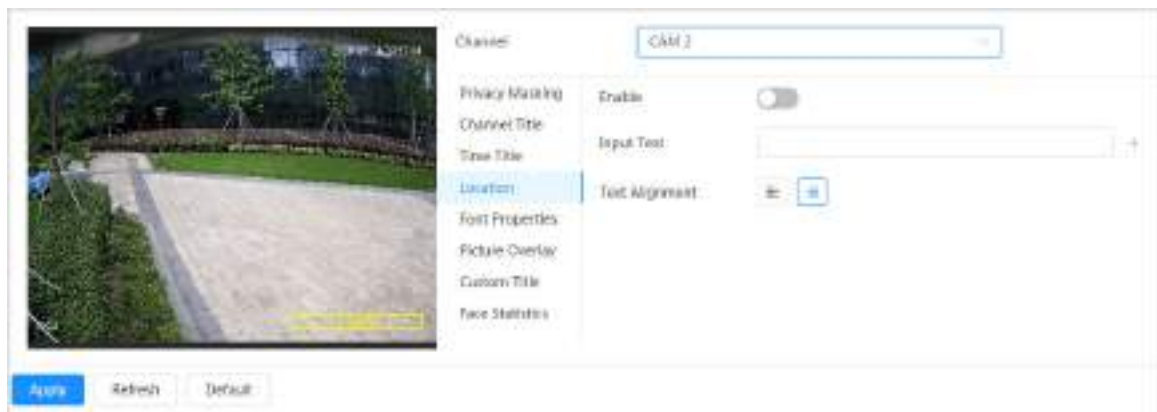 Channel
CAM 2
Privacy Masking
Channel Title
Time Title
Location
Font Properties
Picture Overlay
Custom Title
Face Statistics
Enable
Input Text
Text Alignment
Apply
Refresh
Default